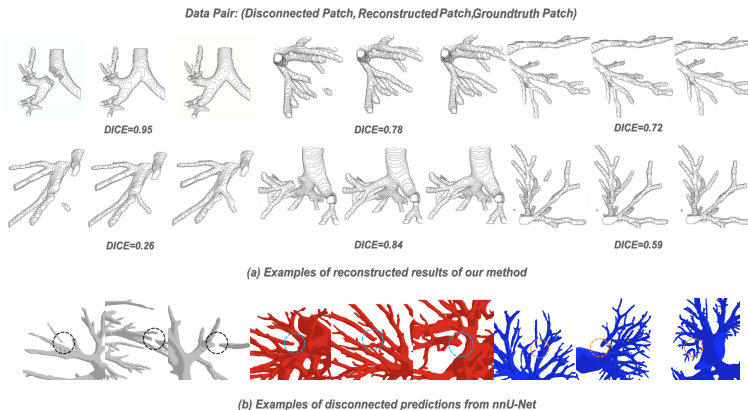 Data Pair: (Disconnected Patch, Reconstructed Patch,Groundtruth Patch)
DICE=0.95
DICE=0.78
DICE=0.72
DICE=0.26
DICE=0.84
DICE=0.59
(a) Examples of reconstructed results of our method
(b) Examples of disconnected predictions from nnU-Net